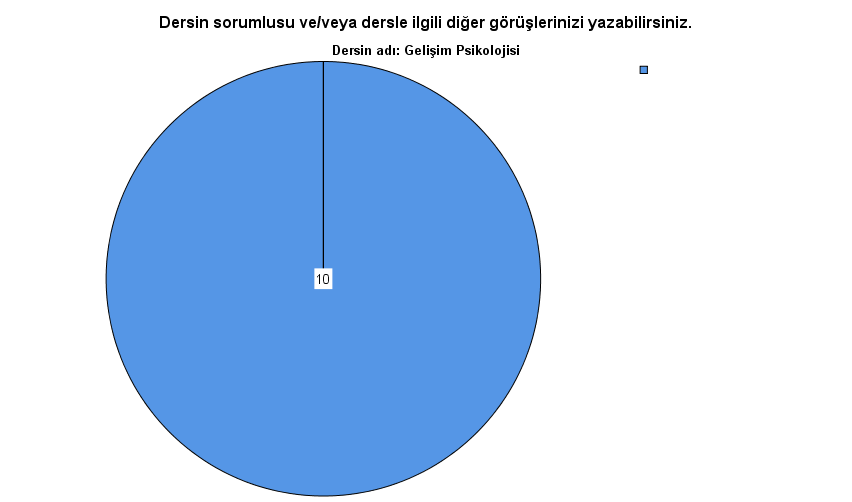 Dersin sorumlusu ve/veya dersle ilgili diğer görüşlerinizi yazabilirsiniz.
Dersin adı: Gelişim Psikolojisi
10